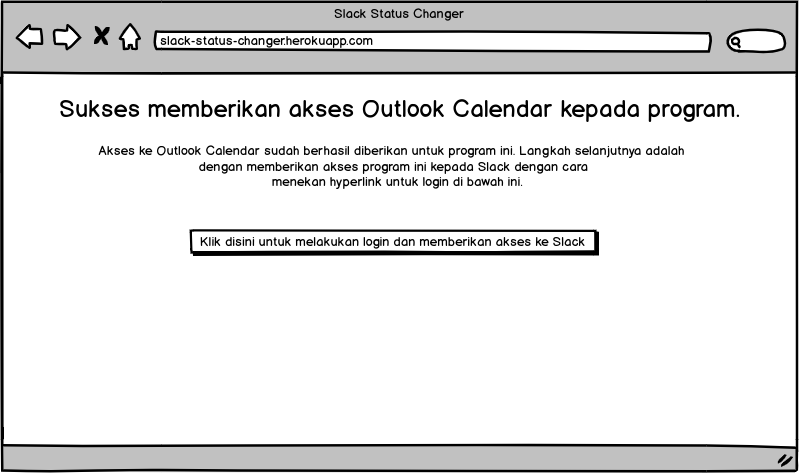 Slack Status Changer
slack-status-changer.herokuapp.com
Sukses memberikan akses Outlook Calendar kepada program.
Akses ke Outlook Calendar sudah berhasil diberikan untuk program ini. Langkah selanjutnya adalah
dengan memberikan akses program ini kepada Slack dengan cara
menekan hyperlink untuk login di bawah ini.
Klik disini untuk melakukan login dan memberikan akses ke Slack